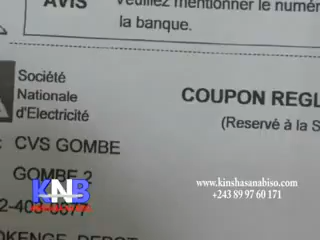 AVIS
Veuillez mentionner le numér
la banque.
Société
Nationale
d'Electricité
COUPON REGL
(Reservé à la S
: CVS GOMBE
GOMBE 2
KNB
www.kinshasanabiso.com
+243 89 97 60 171